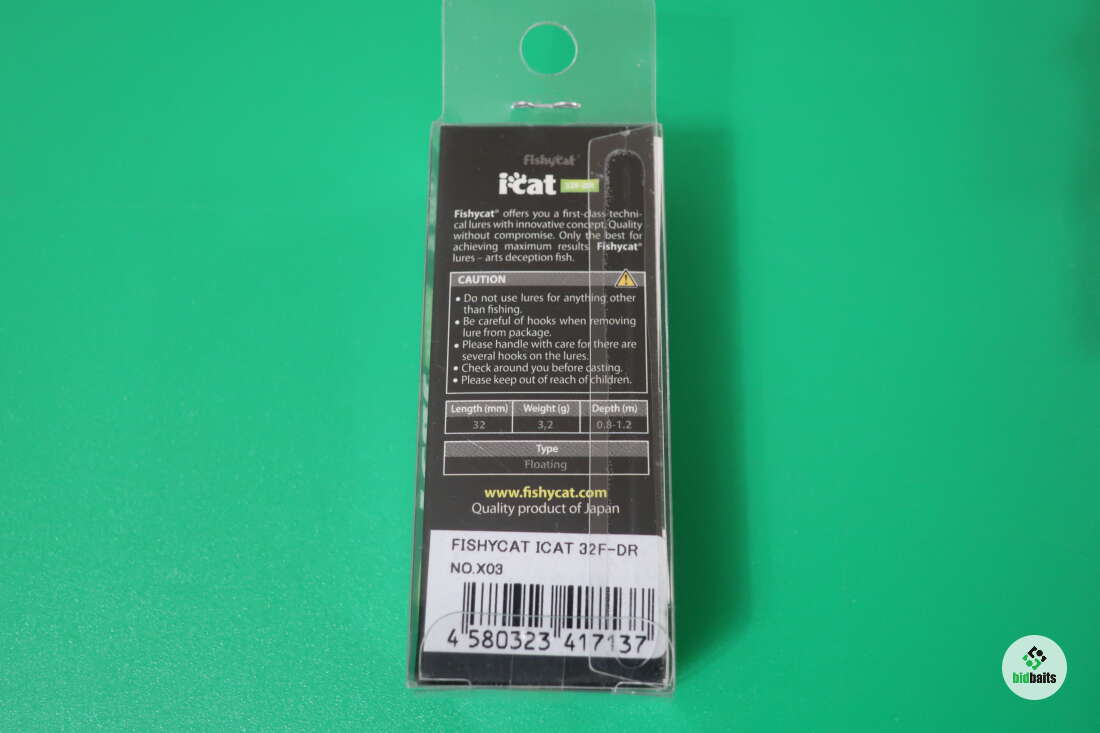 Fishycat
icat 32F-DR
Fishycat® offers you a first-class techni-
cal lures with innovative concept. Quality
without compromise. Only the best for
achieving maximum results. Fishycat®
lures – arts deception fish.
CAUTION
• Do not use lures for anything other
than fishing.
• Be careful of hooks when removing
lure from package.
• Please handle with care for there are
several hooks on the lures.
• Check around you before casting.
• Please keep out of reach of children.
Length (mm) Weight (g) Depth (m)
32 3,2 0.8-1.2
Type
Floating
www.fishycat.com
Quality product of Japan
FISHYCAT ICAT 32F-DR
NO.X03
4 580323 417137
bidbaits